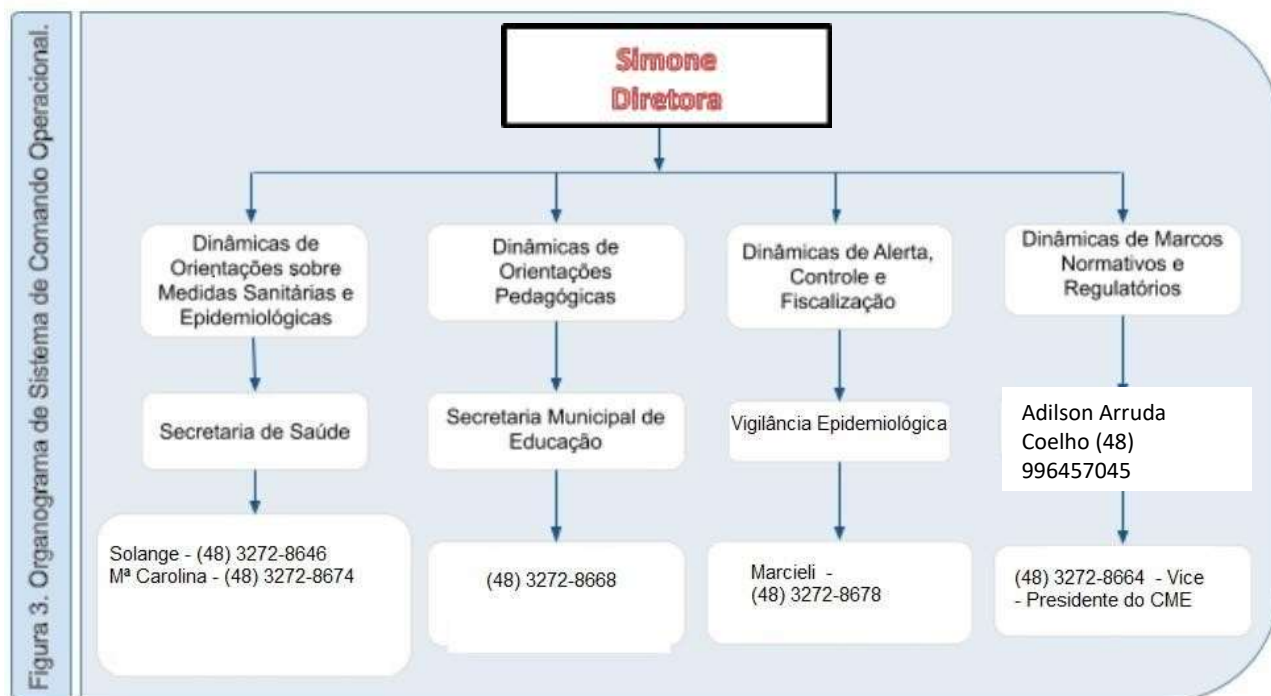 Figura 3. Organograma de Sistema de Comando Operacional.
Simone
Diretora
Dinâmicas de
Orientações sobre
Medidas Sanitárias e
Epidemiológicas
Dinâmicas de
Orientações
Pedagógicas
Dinâmicas de Alerta,
Controle e
Fiscalização
Dinâmicas de Marcos
Normativos e
Regulatórios
Secretaria de Saúde
Secretaria Municipal de
Educação
Vigilância Epidemiológica
Adilson Arruda
Coelho (48)
996457045
Solange - (48) 3272-8646
Mª Carolina - (48) 3272-8674
(48) 3272-8668
Marcieli -
(48) 3272-8678
(48) 3272-8664 - Vice
- Presidente do CME